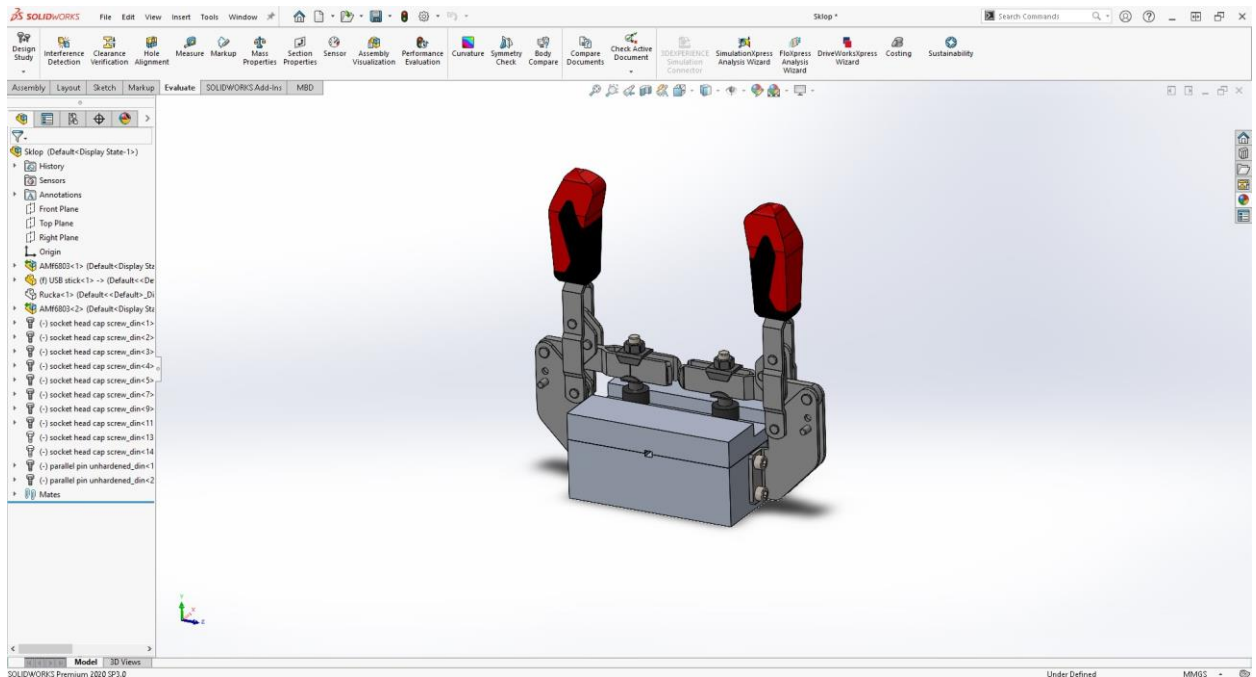 SOLIDWORKS File Edit View Insert Tools Window Sklop * Search Commands
Design Study
Interference Detection
Clearance Verification
Hole Alignment
Measure
Markup
Mass Properties
Section Properties
Sensor
Assembly Visualization
Performance Evaluation
Curvature
Symmetry Check
Body Compare
Compare Documents
Check Active Document
3DEXPERIENCE Simulation Connector
SimulationXpress Analysis Wizard
FloXpress Analysis Wizard
DriveWorksXpress Wizard
Costing
Sustainability
Assembly Layout Sketch Markup Evaluate SOLIDWORKS Add-Ins MBD
Sklop (Default<Display State-1>)
History
Sensors
Annotations
Front Plane
Top Plane
Right Plane
Origin
AMf6803<1> (Default<Display Sta
(f) USB stick<1> -> (Default<<De
Rucka<1> (Default<<Default>_Di
AMf6803<2> (Default<Display Sta
(-) socket head cap screw_din<1>
(-) socket head cap screw_din<2>
(-) socket head cap screw_din<3>
(-) socket head cap screw_din<4>
(-) socket head cap screw_din<5>
(-) socket head cap screw_din<7>
(-) socket head cap screw_din<9>
(-) socket head cap screw_din<11
(-) socket head cap screw_din<13
(-) socket head cap screw_din<14
(-) parallel pin unhardened_din<1
(-) parallel pin unhardened_din<2
Mates
Y X Z
Model 3D Views
SOLIDWORKS Premium 2020 SP3.0 Under Defined MMGS